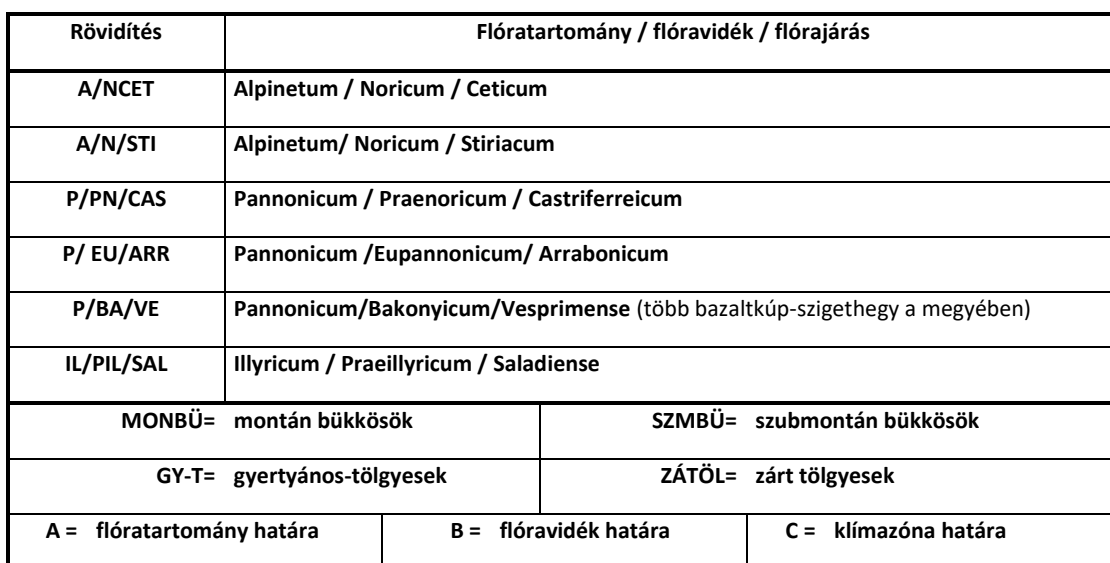 Rövidítés Flóratartomány / flóravidék / flórajárás
A/NCET Alpinetum / Noricum / Ceticum
A/N/STI Alpinetum/ Noricum / Stiriacum
P/PN/CAS Pannonicum / Praenoricum / Castriferreicum
P/ EU/ARR Pannonicum /Eupannonicum/ Arrabonicum
P/BA/VE Pannonicum/Bakonyicum/Vesprimense (több bazaltkúp-szigethegy a megyében)
IL/PIL/SAL Illyricum / Praeillyricum / Saladiense
MONBÜ= montán bükkösök SZMBÜ= szubmontán bükkösök
GY-T= gyertyános-tölgyesek ZÁTÖL= zárt tölgyesek
A = flóratartomány határa B = flóravidék határa C = klímazóna határa